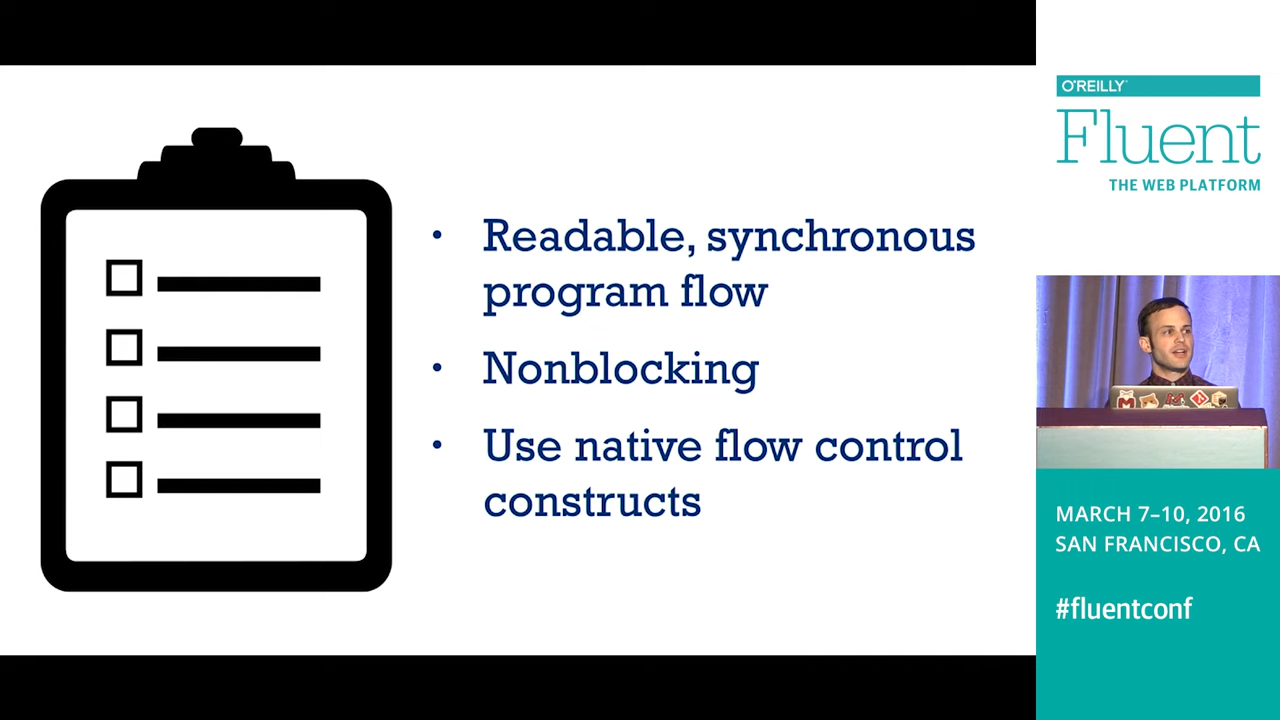 • Readable, synchronous
program flow
• Nonblocking
• Use native flow control
constructs
O'REILLY®
Fluent
THE WEB PLATFORM
MARCH 7–10, 2016
SAN FRANCISCO, CA
#fluentconf